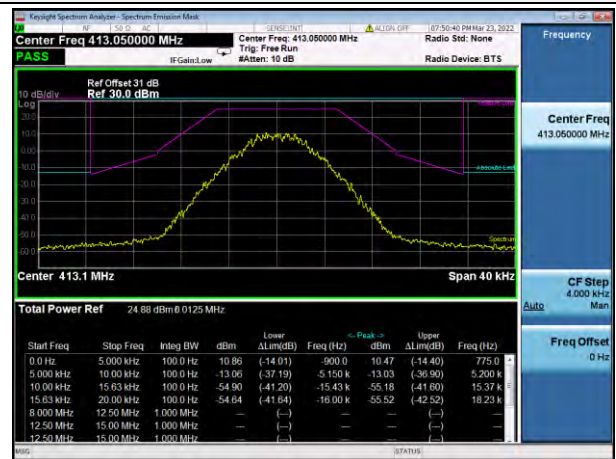 Keysight Spectrum Analyzer - Spectrum Emission Mask
RF 50 Ω AC SENSE:INT ALIGN OFF 07:50:40 PM Mar 23, 2022
Center Freq 413.050000 MHz
Center Freq: 413.050000 MHz
Radio Std: None
Frequency
Trig: Free Run
PASS
IFGain:Low
#Atten: 10 dB
Radio Device: BTS
Ref Offset 31 dB
10 dB/div Ref 30.0 dBm
Log
20.0
10.0
0.00
-10.0
-20.0
-30.0
-40.0
-50.0
-60.0
Absolute Limit
Spectrum
Center 413.1 MHz
Span 40 kHz
Center Freq
413.050000 MHz
CF Step
4.000 kHz
Auto Man
Freq Offset
0 Hz
Total Power Ref 24.88 dBm/ 0.0125 MHz
Lower <- Peak -> Upper
Start Freq Stop Freq Integ BW dBm ΔLim(dB) Freq (Hz) dBm ΔLim(dB) Freq (Hz)
0.0 Hz 5.000 kHz 100.0 Hz 10.86 (-14.01) -900.0 10.47 (-14.40) 775.0
5.000 kHz 10.00 kHz 100.0 Hz -13.06 (-37.19) -5.150 k -13.03 (-36.90) 5.200 k
10.00 kHz 15.63 kHz 100.0 Hz -54.90 (-41.20) -15.43 k -55.18 (-41.60) 15.37 k
15.63 kHz 20.00 kHz 100.0 Hz -54.64 (-41.64) -16.00 k -55.52 (-42.52) 18.23 k
8.000 MHz 12.50 MHz 1.000 MHz --- (---) --- --- (---) ---
12.50 MHz 15.00 MHz 1.000 MHz --- (---) --- --- (---) ---
12.50 MHz 15.00 MHz 1.000 MHz --- (---) --- --- (---) ---
MSG
STATUS